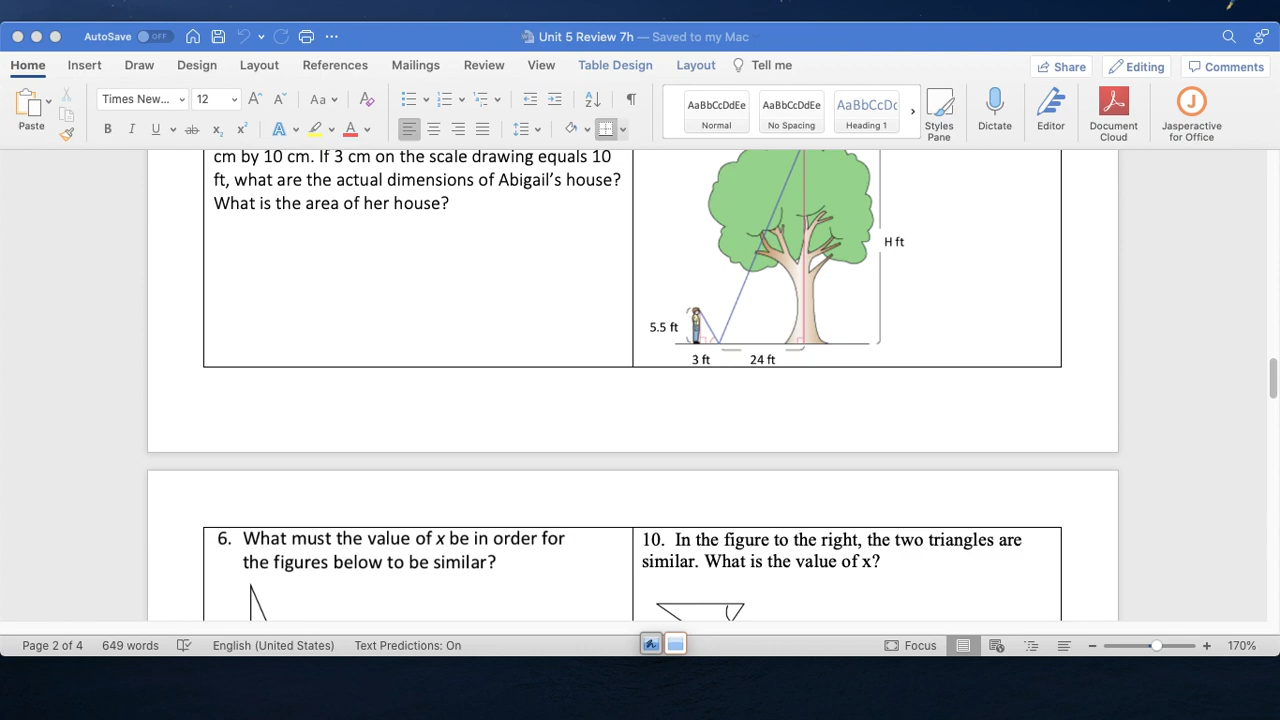 AutoSave OFF
Unit 5 Review 7h — Saved to my Mac
Home Insert Draw Design Layout References Mailings Review View Table Design Layout Tell me
Share Editing Comments
Paste
Times New... 12
Aa
AaBbCcDdEe AaBbCcDdEe AaBbCcDc
Normal No Spacing Heading 1
Styles Pane
Dictate
Editor
Document Cloud
Jasperactive for Office
cm by 10 cm. If 3 cm on the scale drawing equals 10
ft, what are the actual dimensions of Abigail’s house?
What is the area of her house?
H ft
5.5 ft
3 ft 24 ft
6. What must the value of x be in order for
the figures below to be similar?
10. In the figure to the right, the two triangles are
similar. What is the value of x?
Page 2 of 4 649 words English (United States) Text Predictions: On Focus 170%